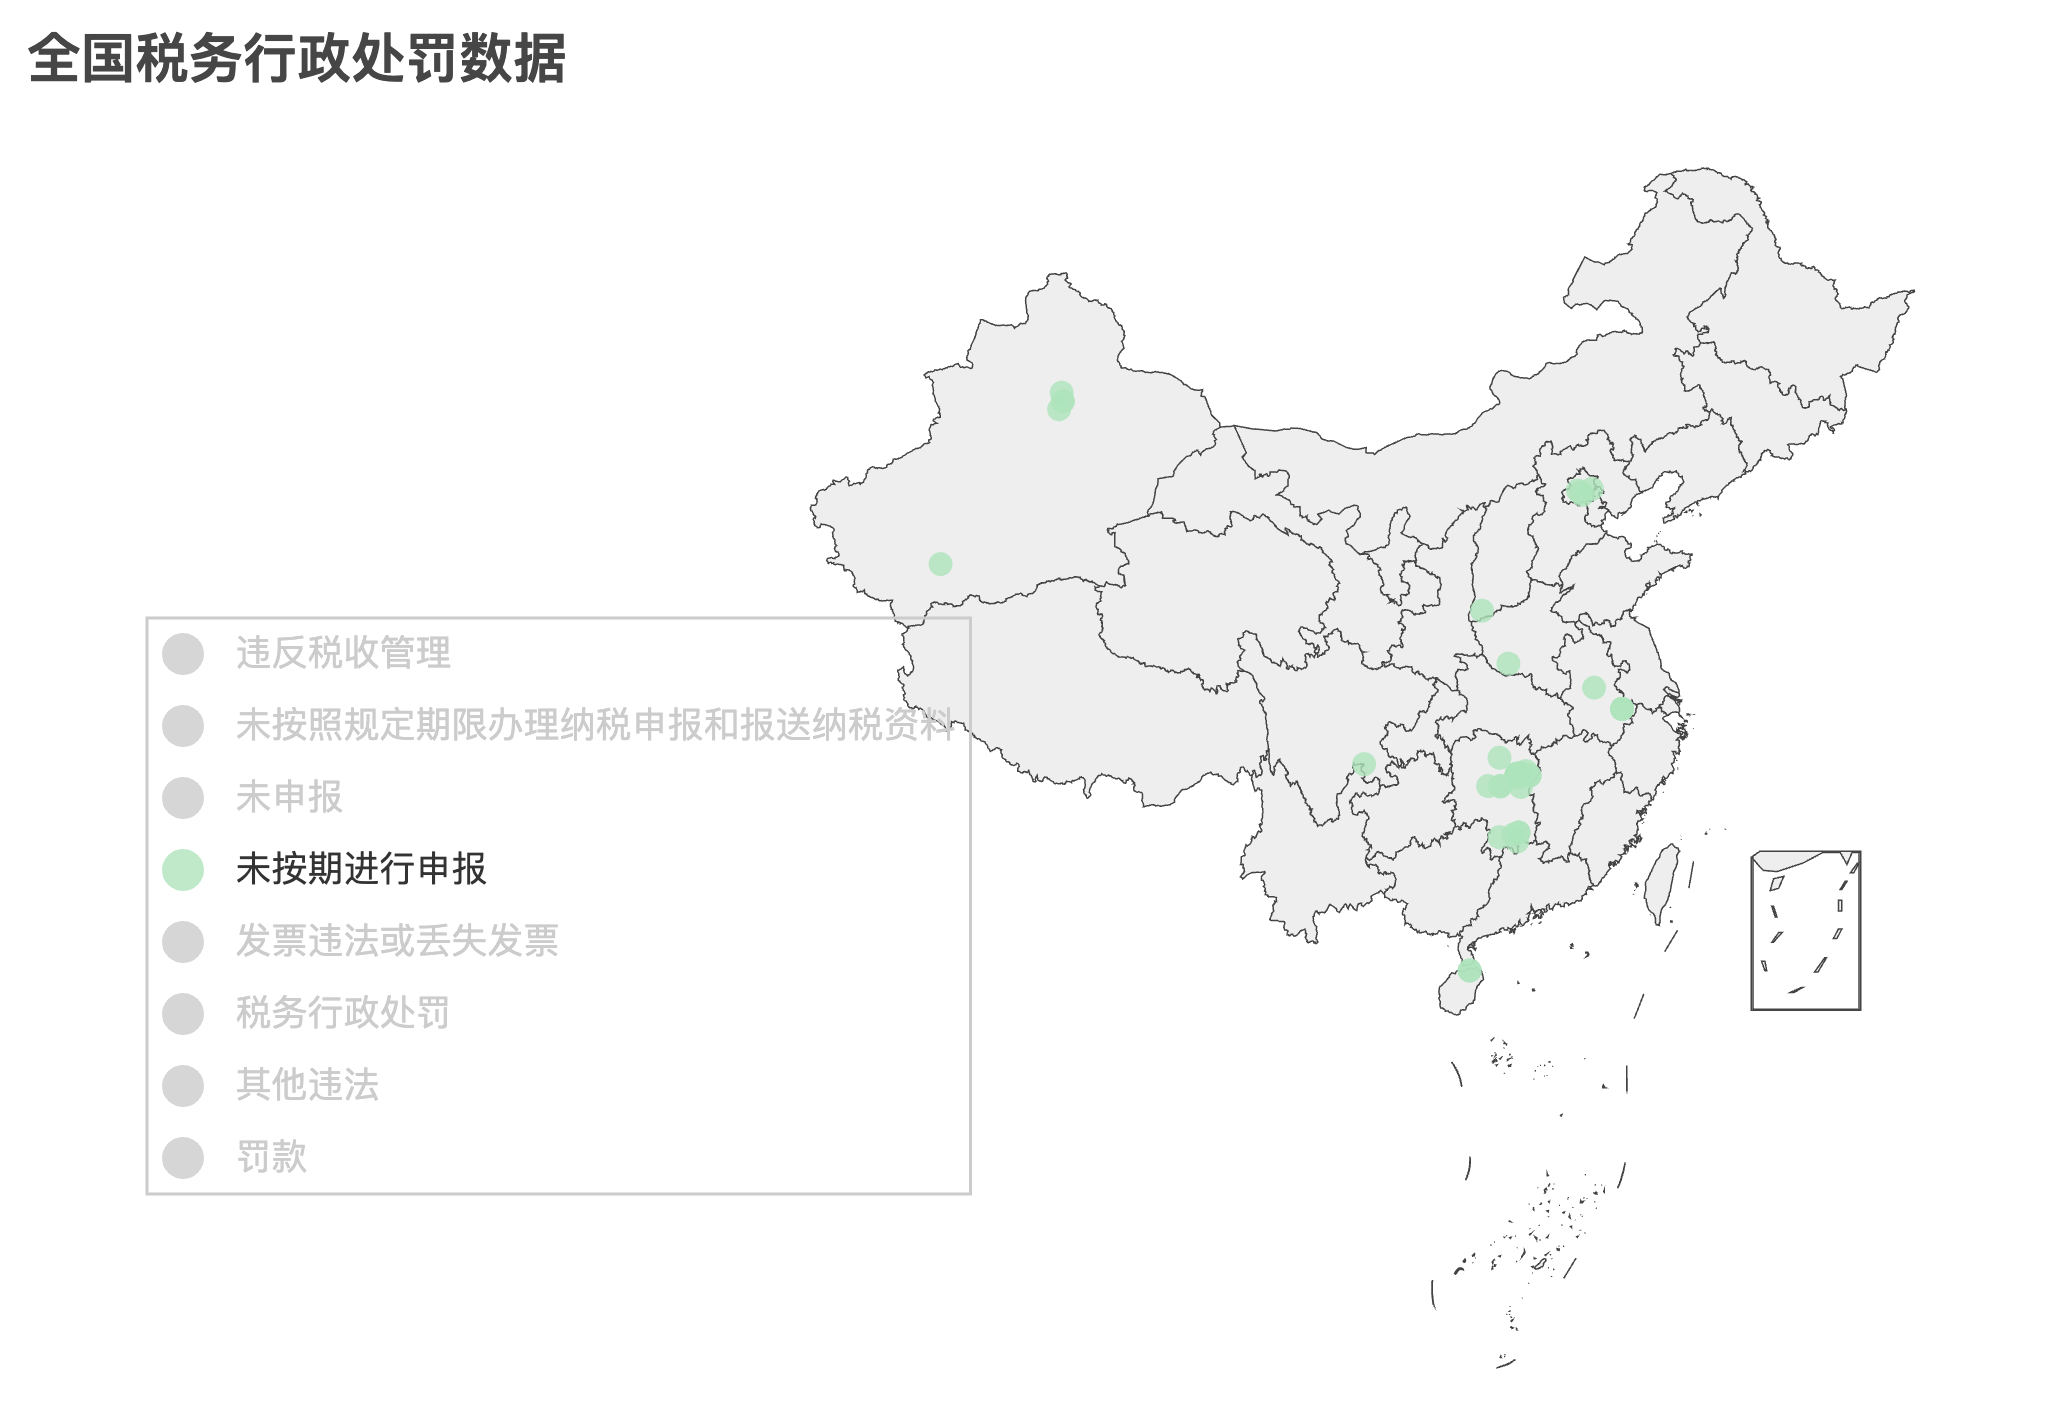 全国税务行政处罚数据
违反税收管理
未按照规定期限办理纳税申报和报送纳税资料
未申报
未按期进行申报
发票违法或丢失发票
税务行政处罚
其他违法
罚款